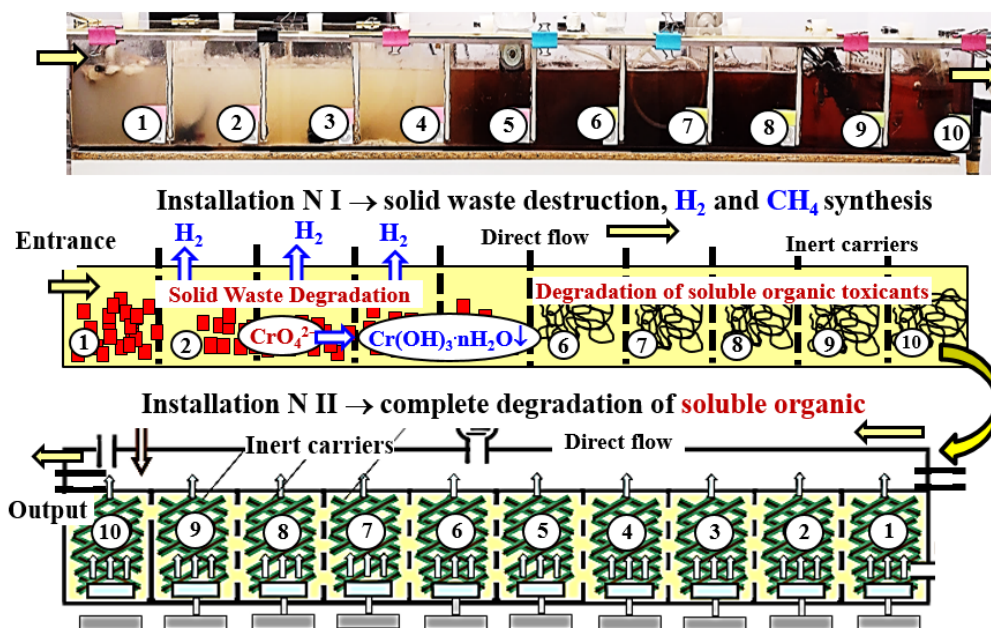 1 2 3 4 5 6 7 8 9 10
Installation N I → solid waste destruction, H₂ and CH₄ synthesis
Entrance H₂ H₂ H₂ Direct flow Inert carriers
Solid Waste Degradation Degradation of soluble organic toxicants
1 2 CrO₄²⁻ Cr(OH)₃·nH₂O↓ 6 7 8 9 10
Installation N II → complete degradation of soluble organic
Inert carriers Direct flow
Output
10 9 8 7 6 5 4 3 2 1